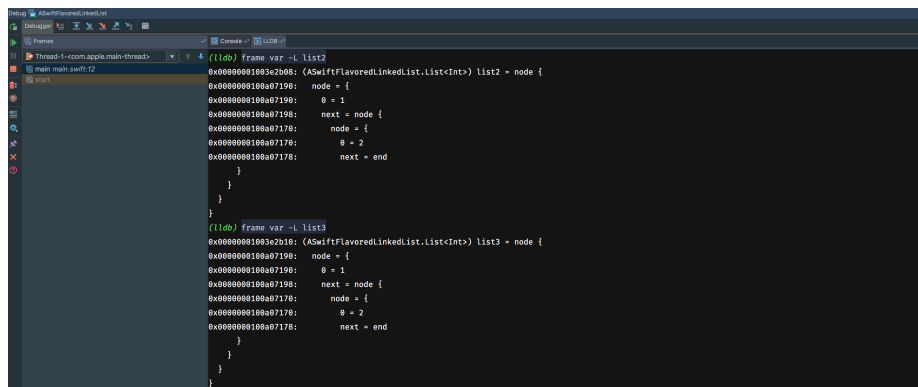 Debug ASwiftFlavoredLinkedList
Debugger
Frames
Console LLDB
Thread-1-<com.apple.main-thread>
main main.swift:12
start
(lldb) frame var -L list2
0x00000001003e2b08: (ASwiftFlavoredLinkedList.List<Int>) list2 = node {
0x0000000100a07190: node = {
0x0000000100a07190: 0 = 1
0x0000000100a07198: next = node {
0x0000000100a07170: node = {
0x0000000100a07170: 0 = 2
0x0000000100a07178: next = end
}
}
}
}
(lldb) frame var -L list3
0x00000001003e2b10: (ASwiftFlavoredLinkedList.List<Int>) list3 = node {
0x0000000100a07190: node = {
0x0000000100a07190: 0 = 1
0x0000000100a07198: next = node {
0x0000000100a07170: node = {
0x0000000100a07170: 0 = 2
0x0000000100a07178: next = end
}
}
}
}